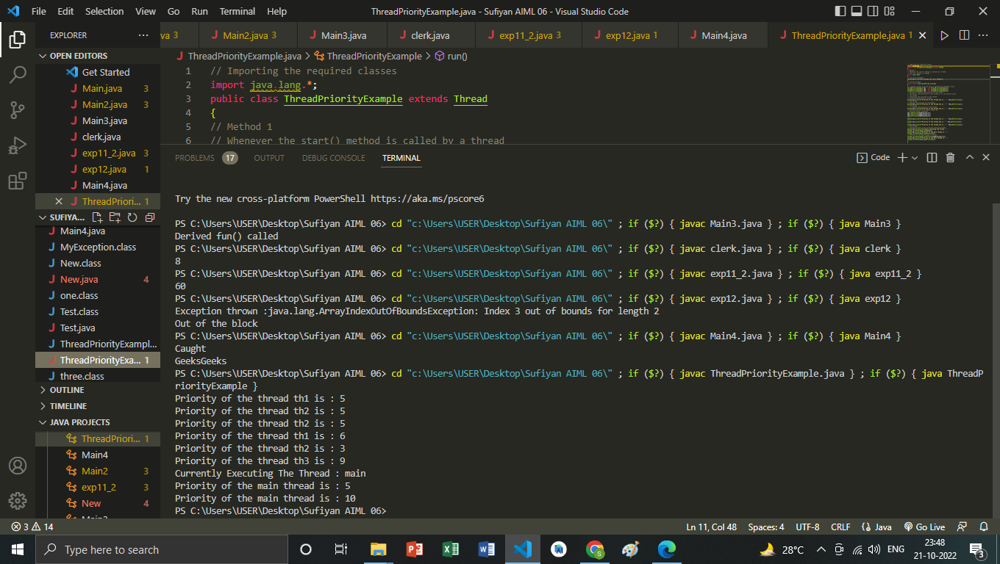 File Edit Selection View Go Run Terminal Help ThreadPriorityExample.java - Sufiyan AIML 06 - Visual Studio Code
EXPLORER
va 3 Main2.java 3 Main3.java clerk.java exp11_2.java 3 exp12.java 1 Main4.java ThreadPriorityExample.java 1
OPEN EDITORS
Get Started
Main.java 3
Main2.java 3
Main3.java
clerk.java
exp11_2.java 3
exp12.java 1
Main4.java
ThreadPriori... 1
SUFIYA...
Main4.java
MyException.class
New.class
New.java 4
one.class
Test.class
Test.java
ThreadPriorityExampl...
ThreadPriorityExa... 1
three.class
OUTLINE
TIMELINE
JAVA PROJECTS
ThreadPriori... 1
Main4
Main2 3
exp11_2 3
New 4
ThreadPriorityExample.java > ThreadPriorityExample > run()
1 // Importing the required classes
2 import java.lang.*;
3 public class ThreadPriorityExample extends Thread
4 {
5 // Method 1
6 // Whenever the start() method is called by a thread
PROBLEMS 17 OUTPUT DEBUG CONSOLE TERMINAL Code
Try the new cross-platform PowerShell https://aka.ms/pscore6
PS C:\Users\USER\Desktop\Sufiyan AIML 06> cd "c:\Users\USER\Desktop\Sufiyan AIML 06\" ; if ($?) { javac Main3.java } ; if ($?) { java Main3 }
Derived fun() called
PS C:\Users\USER\Desktop\Sufiyan AIML 06> cd "c:\Users\USER\Desktop\Sufiyan AIML 06\" ; if ($?) { javac clerk.java } ; if ($?) { java clerk }
8
PS C:\Users\USER\Desktop\Sufiyan AIML 06> cd "c:\Users\USER\Desktop\Sufiyan AIML 06\" ; if ($?) { javac exp11_2.java } ; if ($?) { java exp11_2 }
60
PS C:\Users\USER\Desktop\Sufiyan AIML 06> cd "c:\Users\USER\Desktop\Sufiyan AIML 06\" ; if ($?) { javac exp12.java } ; if ($?) { java exp12 }
Exception thrown :java.lang.ArrayIndexOutOfBoundsException: Index 3 out of bounds for length 2
Out of the block
PS C:\Users\USER\Desktop\Sufiyan AIML 06> cd "c:\Users\USER\Desktop\Sufiyan AIML 06\" ; if ($?) { javac Main4.java } ; if ($?) { java Main4 }
Caught
GeeksGeeks
PS C:\Users\USER\Desktop\Sufiyan AIML 06> cd "c:\Users\USER\Desktop\Sufiyan AIML 06\" ; if ($?) { javac ThreadPriorityExample.java } ; if ($?) { java ThreadP
riorityExample }
Priority of the thread th1 is : 5
Priority of the thread th2 is : 5
Priority of the thread th2 is : 5
Priority of the thread th1 is : 6
Priority of the thread th2 is : 3
Priority of the thread th3 is : 9
Currently Executing The Thread : main
Priority of the main thread is : 5
Priority of the main thread is : 10
PS C:\Users\USER\Desktop\Sufiyan AIML 06>
3 14 Ln 11, Col 48 Spaces: 4 UTF-8 CRLF Java Go Live
Type here to search 28°C ENG 23:48
21-10-2022 3